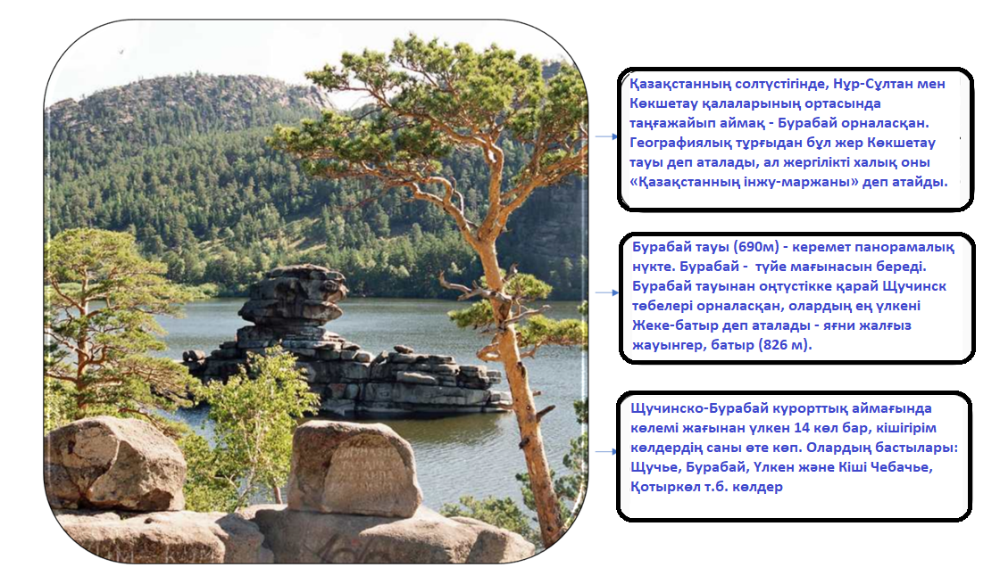 Қазақстанның солтүстігінде, Нұр-Сұлтан мен
Көкшетау қалаларының ортасында
таңғажайып аймақ - Бурабай орналасқан.
Географиялық тұрғыдан бұл жер Көкшетау
тауы деп аталады, ал жергілікті халық оны
«Қазақстанның інжу-маржаны» деп атайды.
Бурабай тауы (690м) - керемет панорамалық
нүкте. Бурабай -  түйе мағынасын береді.
Бурабай тауынан оңтүстікке қарай Щучинск
төбелері орналасқан, олардың ең үлкені
Жеке-батыр деп аталады - яғни жалғыз
жауынгер, батыр (826 м).
Щучинско-Бурабай курорттық аймағында
көлемі жағынан үлкен 14 көл бар, кішігірім
көлдердің саны өте көп. Олардың бастылары:
Щучье, Бурабай, Үлкен және Кіші Чебачье,
Қотыркөл т.б. көлдер